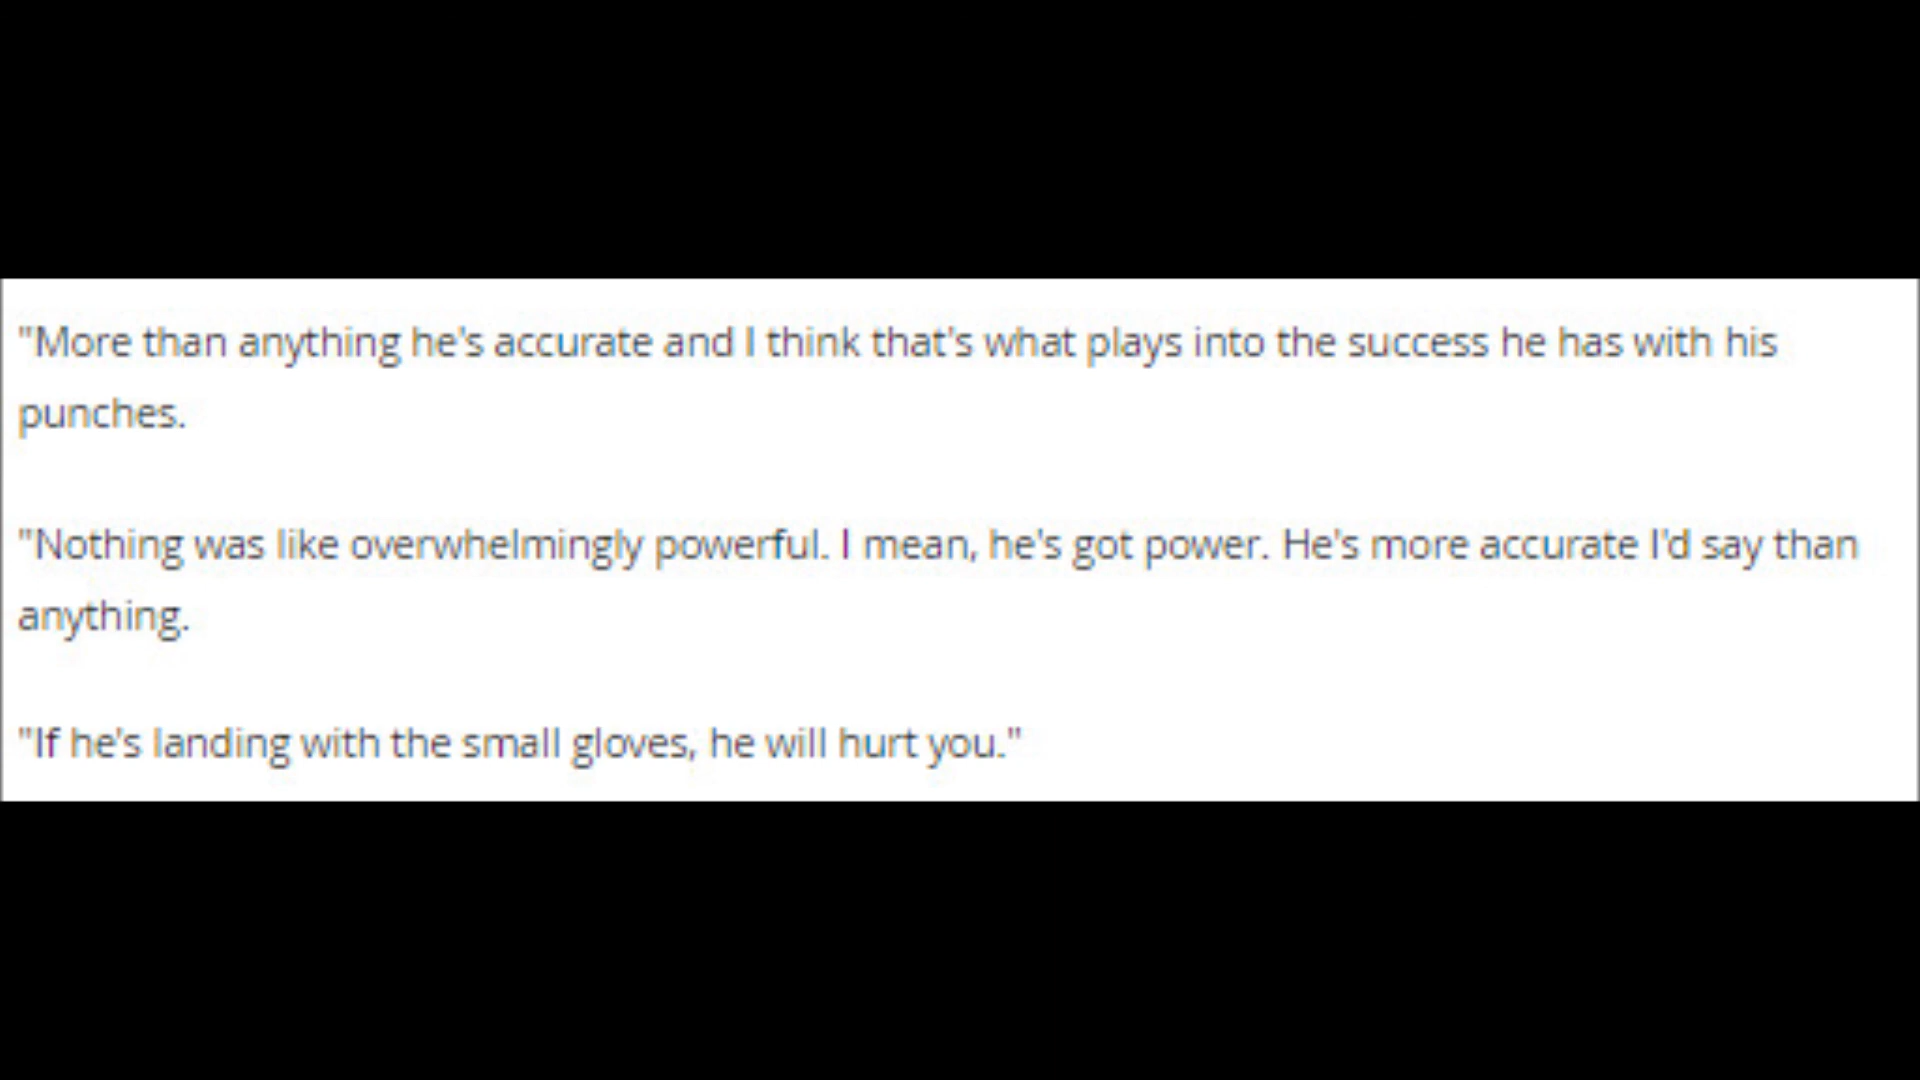 "More than anything he's accurate and I think that's what plays into the success he has with his
punches.
"Nothing was like overwhelmingly powerful. I mean, he's got power. He's more accurate I'd say than
anything.
"If he's landing with the small gloves, he will hurt you."